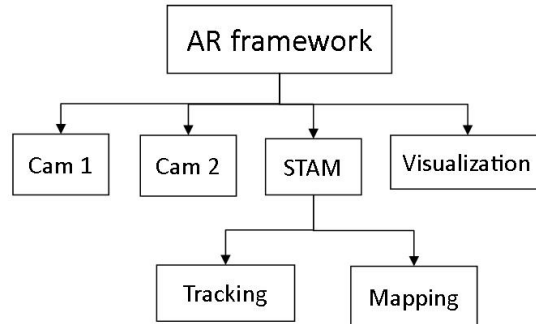 AR framework
Cam 1
Cam 2
STAM
Visualization
Tracking
Mapping